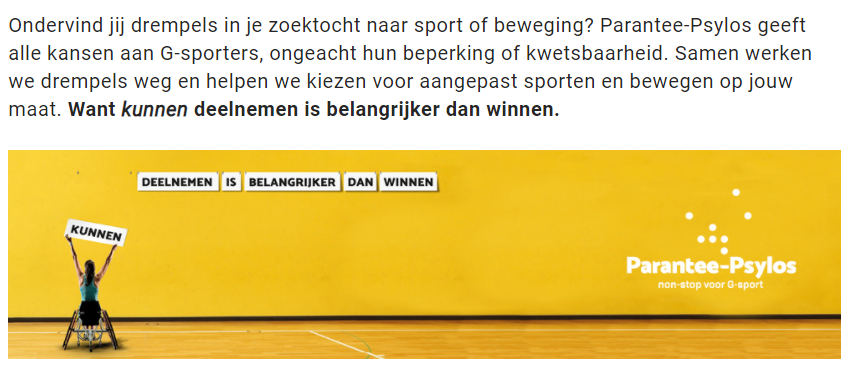 Ondervind jij drempels in je zoektocht naar sport of beweging? Parantee-Psylos geeft
alle kansen aan G-sporters, ongeacht hun beperking of kwetsbaarheid. Samen werken
we drempels weg en helpen we kiezen voor aangepast sporten en bewegen op jouw
maat. Want kunnen deelnemen is belangrijker dan winnen.
DEELNEMEN IS BELANGRIJKER DAN WINNEN
KUNNEN
Parantee-Psylos
non-stop voor G-sport